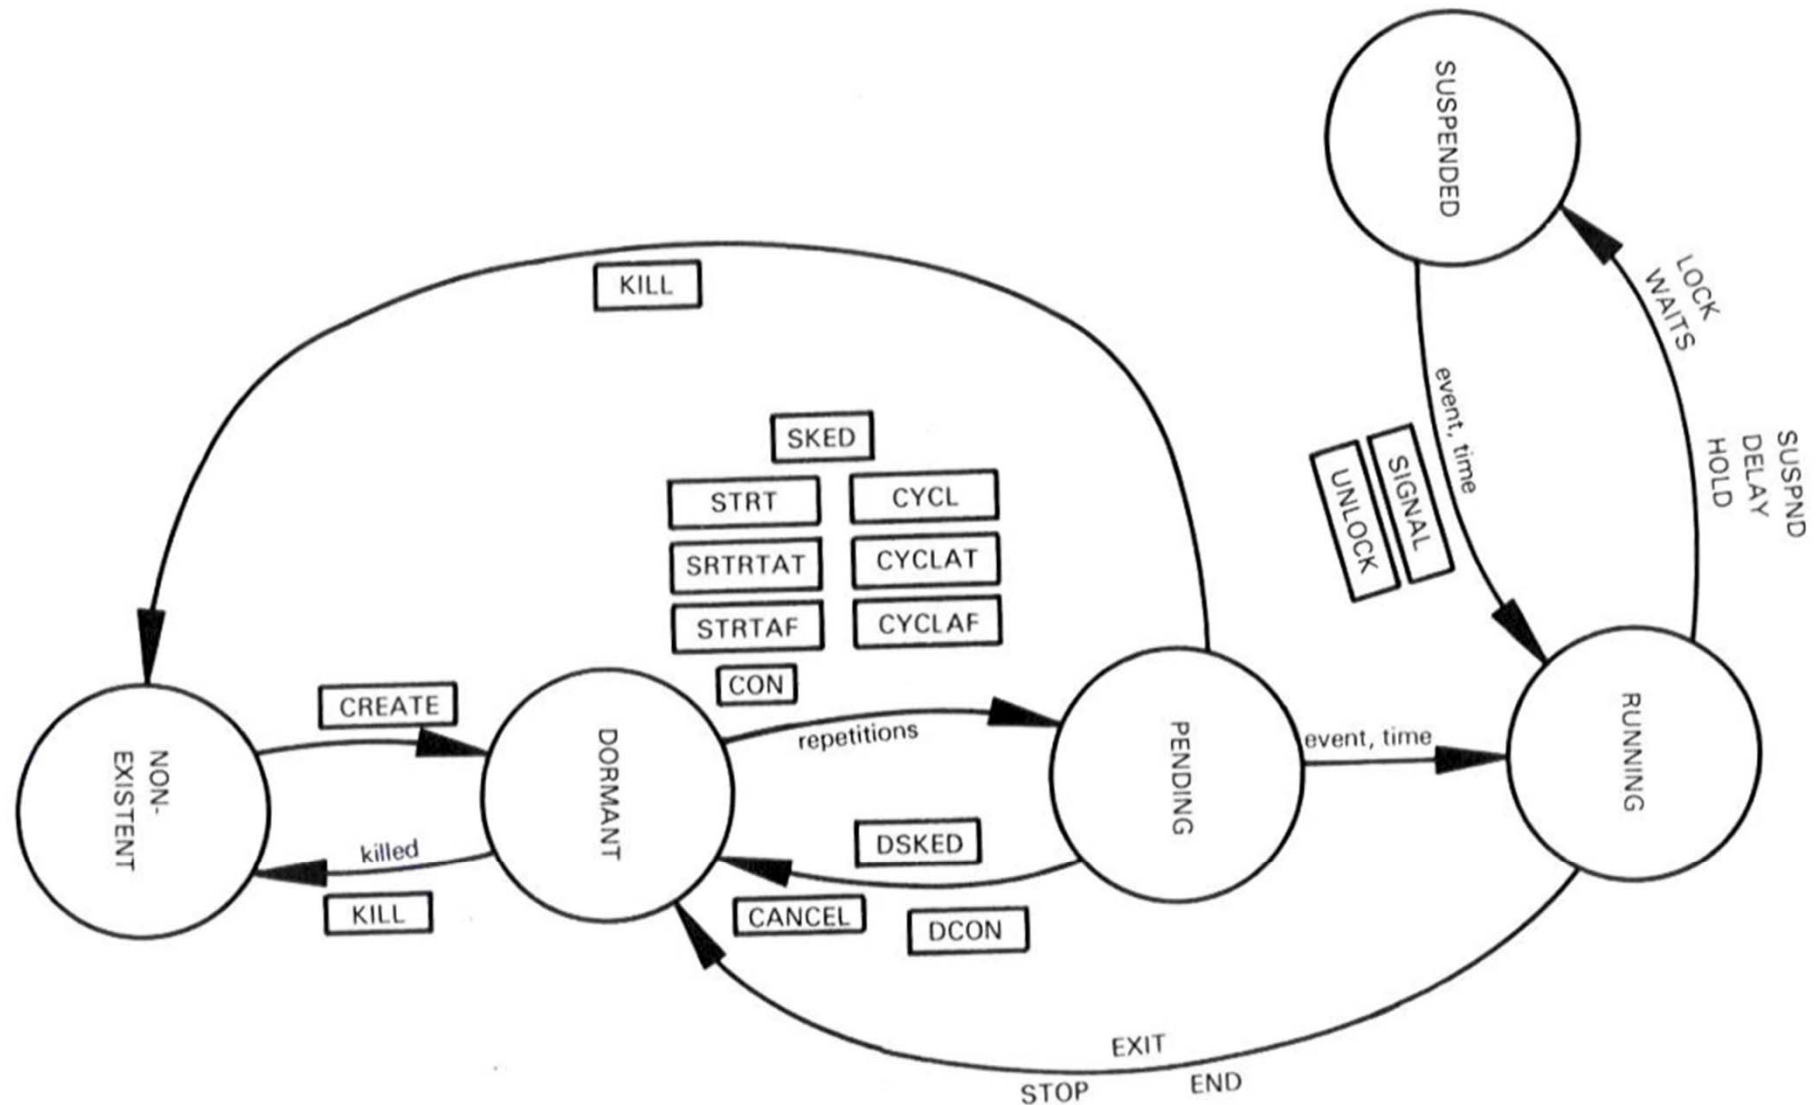 SUSPENDED
KILL
LOCK
WAITS
event, time
SIGNAL
UNLOCK
SUSPND
DELAY
HOLD
SKED
STRT
CYCL
SRTRTAT
CYCLAT
STRTAF
CYCLAF
CON
CREATE
repetitions
NON-
EXISTENT
DORMANT
PENDING
event, time
RUNNING
killed
KILL
DSKED
CANCEL
DCON
EXIT
STOP
END